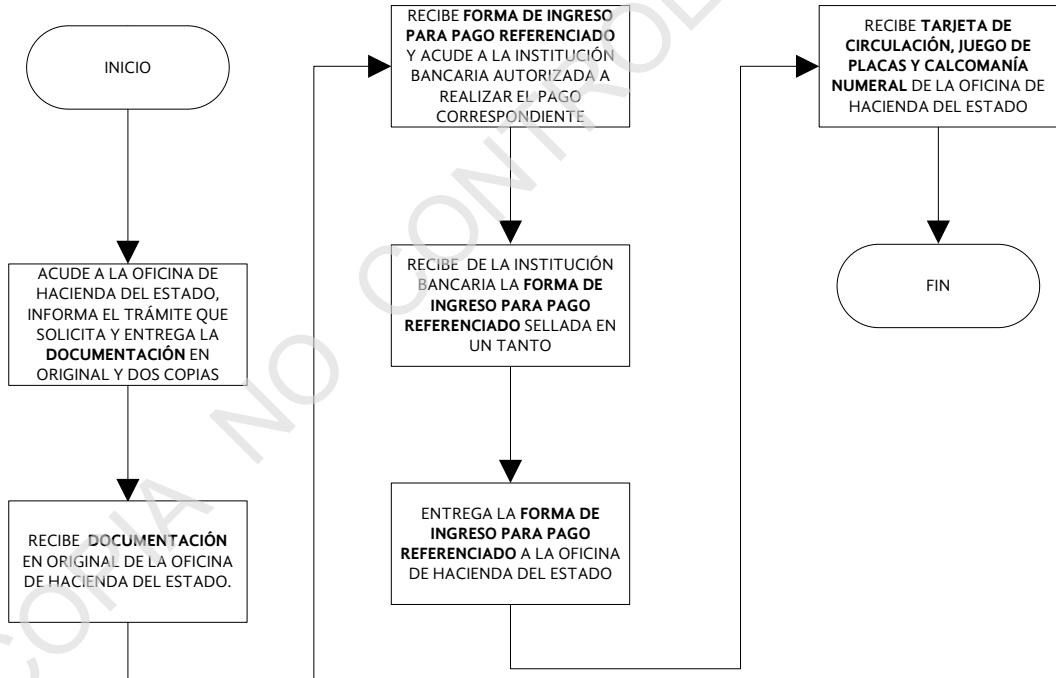 INICIO
ACUDE A LA OFICINA DE
HACIENDA DEL ESTADO,
INFORMA EL TRÁMITE QUE
SOLICITA Y ENTREGA LA
DOCUMENTACIÓN EN
ORIGINAL Y DOS COPIAS
RECIBE DOCUMENTACIÓN
EN ORIGINAL DE LA OFICINA
DE HACIENDA DEL ESTADO.
RECIBE FORMA DE INGRESO
PARA PAGO REFERENCIADO
Y ACUDE A LA INSTITUCIÓN
BANCARIA AUTORIZADA A
REALIZAR EL PAGO
CORRESPONDIENTE
RECIBE DE LA INSTITUCIÓN
BANCARIA LA FORMA DE
INGRESO PARA PAGO
REFERENCIADO SELLADA EN
UN TANTO
ENTREGA LA FORMA DE
INGRESO PARA PAGO
REFERENCIADO A LA OFICINA
DE HACIENDA DEL ESTADO
RECIBE TARJETA DE
CIRCULACIÓN, JUEGO DE
PLACAS Y CALCOMANÍA
NUMERAL DE LA OFICINA DE
HACIENDA DEL ESTADO
FIN
COPIA NO CONTROL